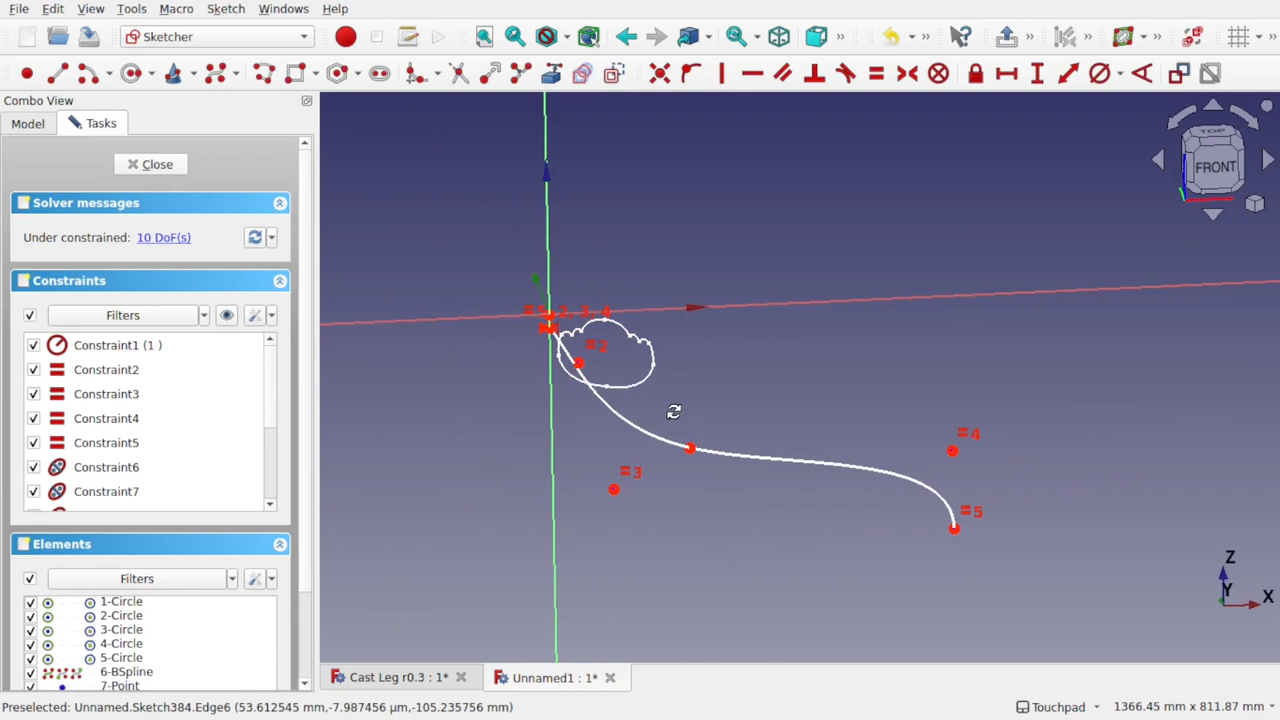 File Edit View Tools Macro Sketch Windows Help
Sketcher
Combo View
Model Tasks
Close
Solver messages
Under constrained: 10 DoF(s)
Constraints
Filters
Constraint1 (1 )
Constraint2
Constraint3
Constraint4
Constraint5
Constraint6
Constraint7
Elements
Filters
1-Circle
2-Circle
3-Circle
4-Circle
5-Circle
6-BSpline
7-Point
2
3
4
5
TOP
FRONT
Z
Y
X
Cast Leg r0.3 : 1*
Unnamed1 : 1*
Preselected: Unnamed.Sketch384.Edge6 (53.612545 mm,-7.987456 μm,-105.235756 mm)
Touchpad
1366.45 mm x 811.87 mm